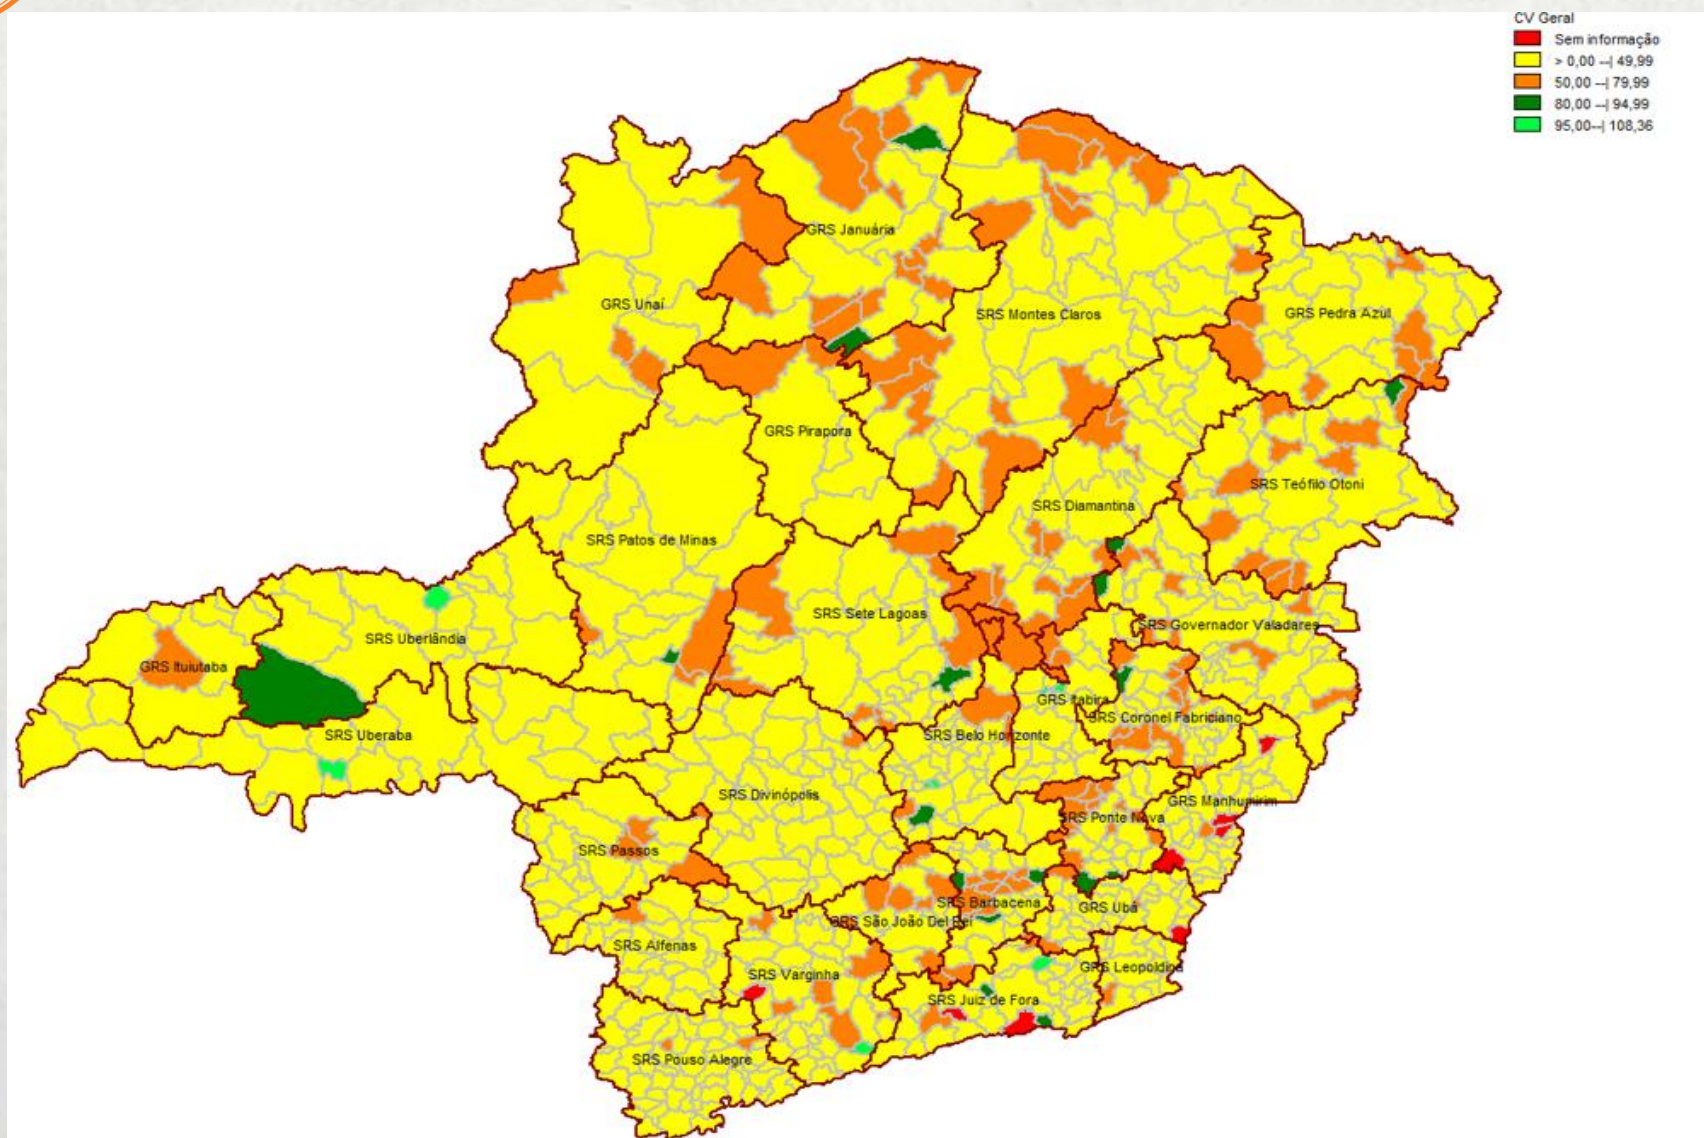 CV Geral
Sem informação
> 0,00 --| 49,99
50,00 --| 79,99
80,00 --| 94,99
95,00--| 108,36
GRS Januária
GRS Unaí
SRS Montes Claros
GRS Pedra Azul
GRS Pirapora
SRS Teófilo Otoni
SRS Diamantina
SRS Patos de Minas
SRS Sete Lagoas
SRS Governador Valadares
SRS Uberlândia
GRS Ituiutaba
GRS Itabira
SRS Coronel Fabriciano
SRS Uberaba
SRS Belo Horizonte
SRS Divinópolis
GRS Manhumirim
SRS Ponte Nova
SRS Passos
SRS Barbacena
GRS Ubá
GRS São João Del Rei
SRS Alfenas
GRS Leopoldina
SRS Varginha
SRS Juiz de Fora
SRS Pouso Alegre